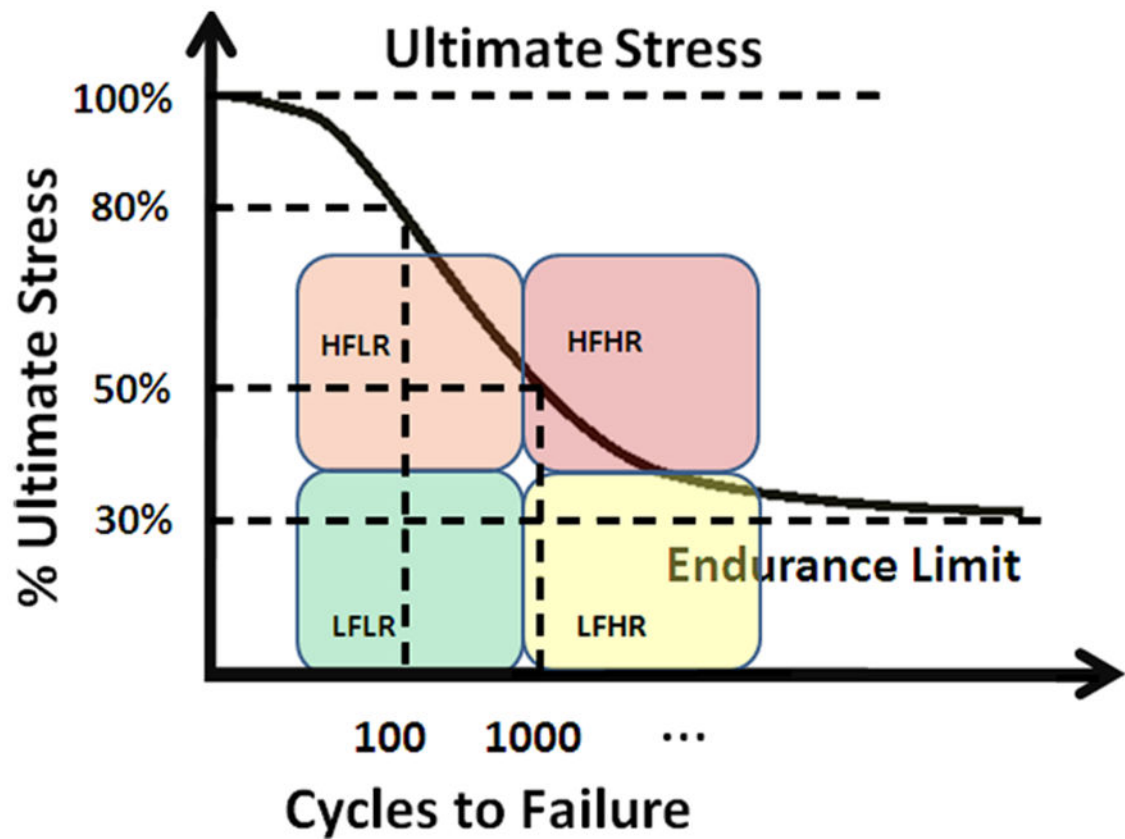 Ultimate Stress
100%
80%
% Ultimate Stress
HFLR
HFHR
50%
30%
Endurance Limit
LFLR
LFHR
100
1000
...
Cycles to Failure